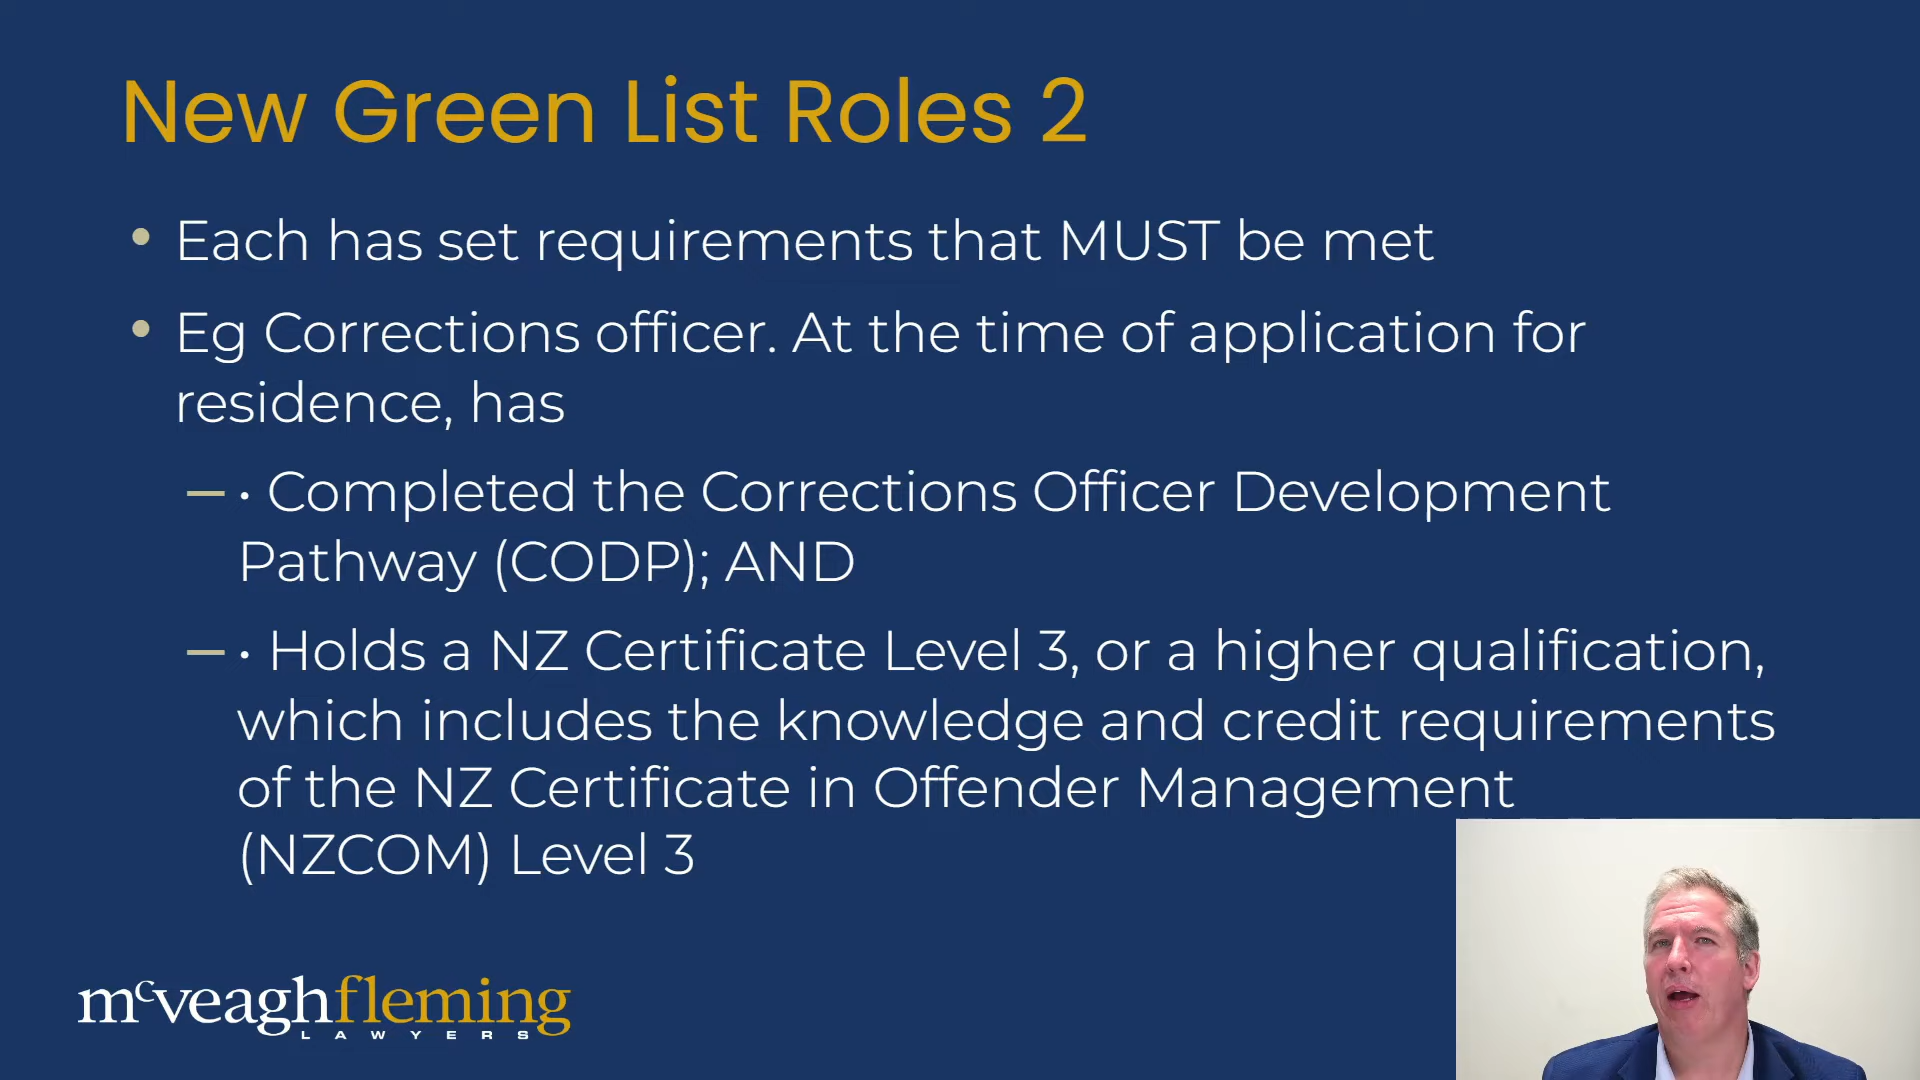 New Green List Roles 2
• Each has set requirements that MUST be met
• Eg Corrections officer. At the time of application for
residence, has
– • Completed the Corrections Officer Development
Pathway (CODP); AND
– • Holds a NZ Certificate Level 3, or a higher qualification,
which includes the knowledge and credit requirements
of the NZ Certificate in Offender Management
(NZCOM) Level 3
mcveaghfleming
LAWYERS